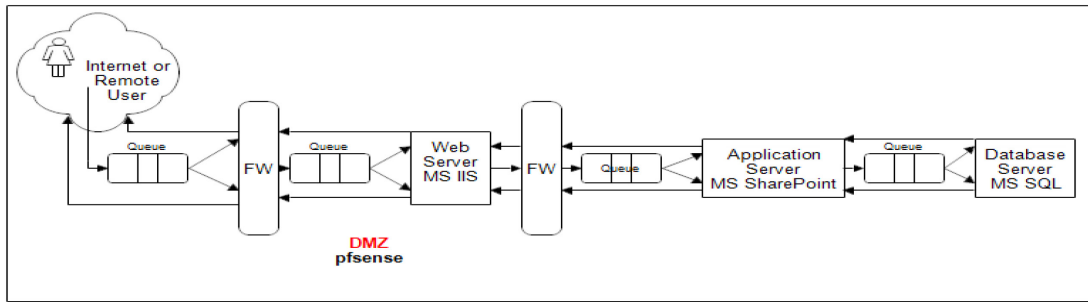 Internet or
Remote
User
Queue
FW
Queue
Web
Server
MS IIS
FW
Queue
Application
Server
MS SharePoint
Queue
Database
Server
MS SQL
DMZ
pfsense